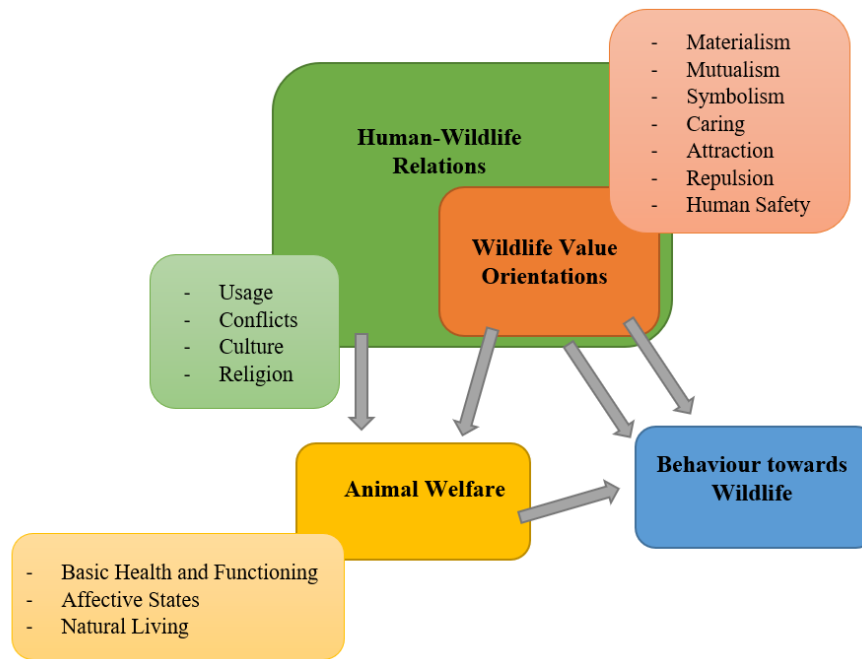 - Materialism
- Mutualism
- Symbolism
- Caring
- Attraction
- Repulsion
- Human Safety
Human-Wildlife
Relations
Wildlife Value
Orientations
- Usage
- Conflicts
- Culture
- Religion
Animal Welfare
Behaviour towards
Wildlife
- Basic Health and Functioning
- Affective States
- Natural Living